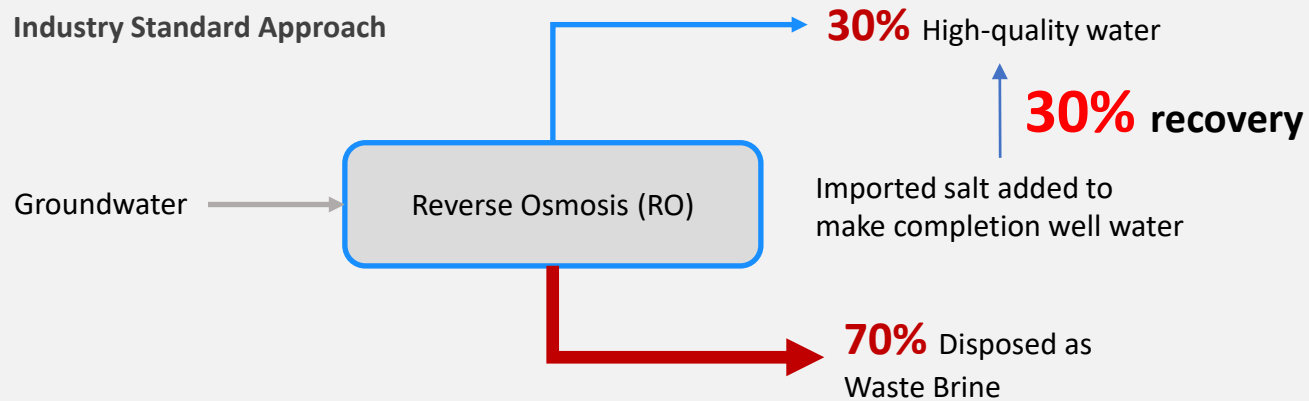 Industry Standard Approach
30% High-quality water
30% recovery
Groundwater
Reverse Osmosis (RO)
Imported salt added to
make completion well water
70% Disposed as
Waste Brine